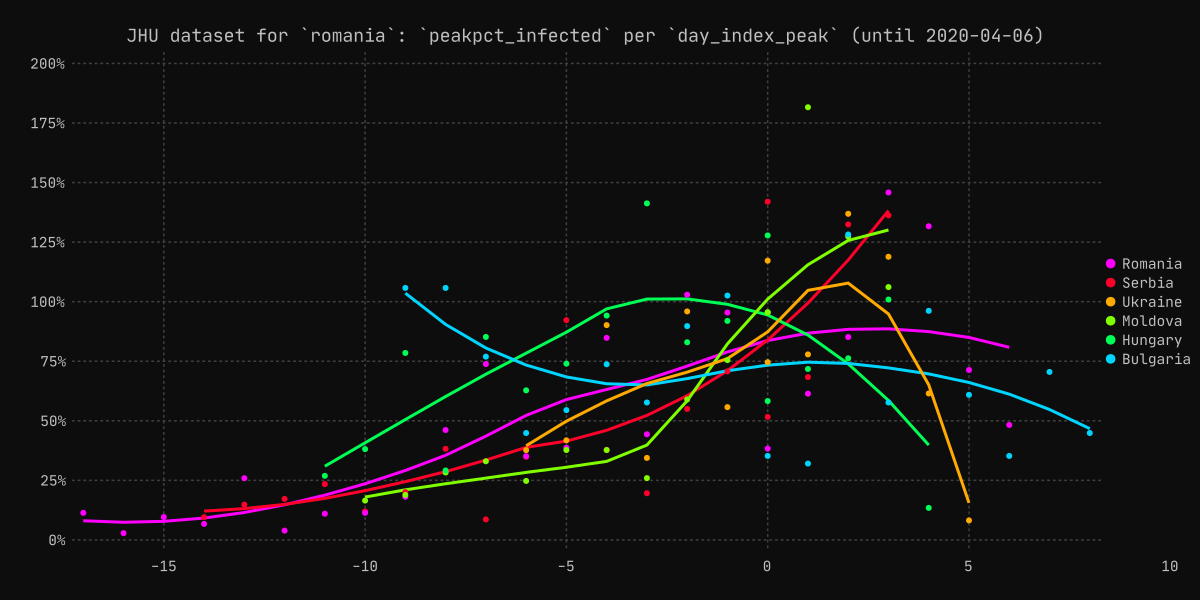 JHU dataset for `romania`: `peakpct_infected` per `day_index_peak` (until 2020-04-06)
200%
175%
150%
125%
100%
75%
50%
25%
0%
Romania
Serbia
Ukraine
Moldova
Hungary
Bulgaria
−15
−10
−5
0
5
10